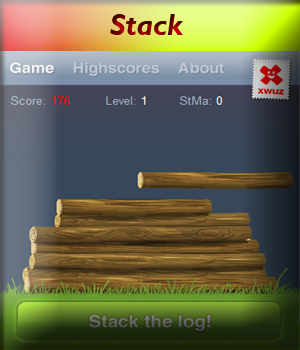 Stack
Game Highscores About
Score: 176 Level: 1 StMa: 0
XWUZ
Stack the log!